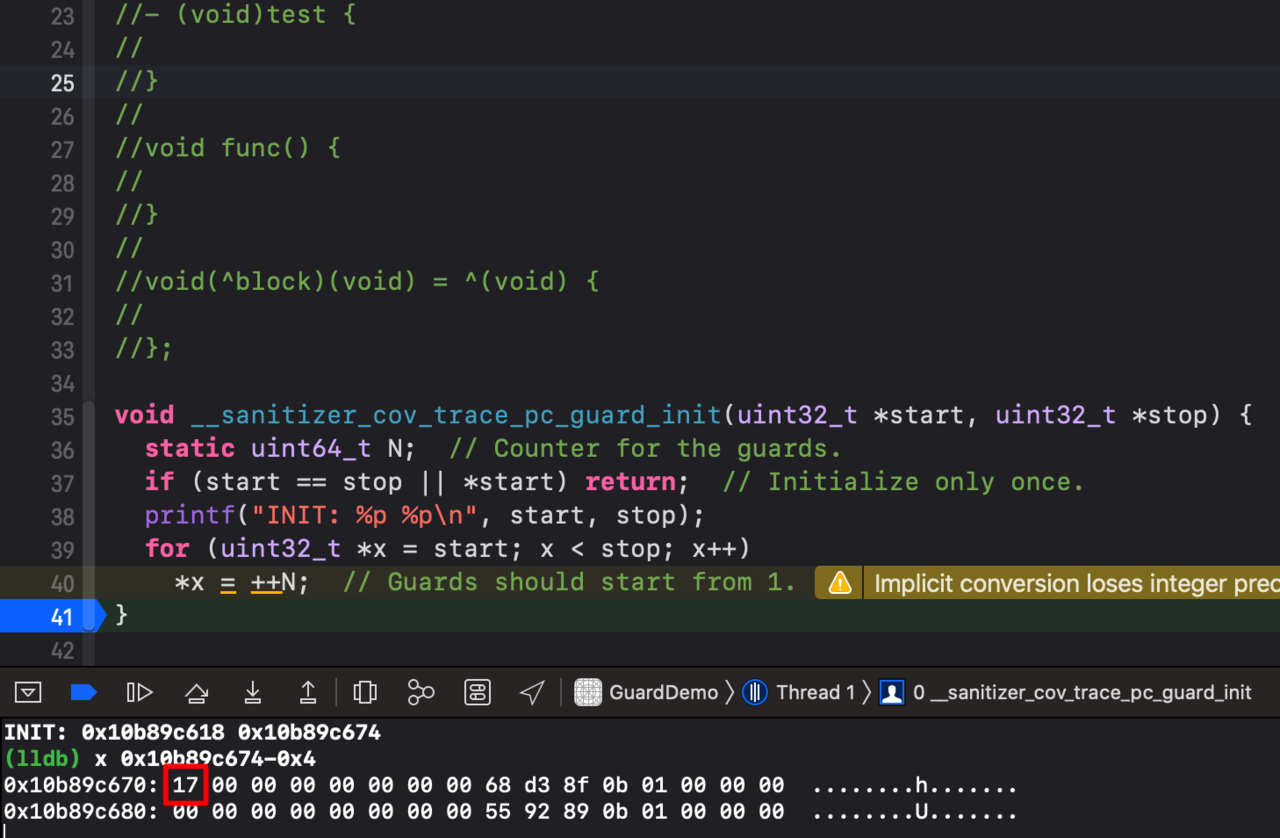 23 //- (void)test {
24 //
25 //}
26 //
27 //void func() {
28 //
29 //}
30 //
31 //void(^block)(void) = ^(void) {
32 //
33 //};
34
35 void __sanitizer_cov_trace_pc_guard_init(uint32_t *start, uint32_t *stop) {
36 static uint64_t N; // Counter for the guards.
37 if (start == stop || *start) return; // Initialize only once.
38 printf("INIT: %p %p\n", start, stop);
39 for (uint32_t *x = start; x < stop; x++)
40 *x = ++N; // Guards should start from 1. Implicit conversion loses integer prec
41 }
42
GuardDemo Thread 1 0 __sanitizer_cov_trace_pc_guard_init
INIT: 0x10b89c618 0x10b89c674
(lldb) x 0x10b89c674-0x4
0x10b89c670: 17 00 00 00 00 00 00 00 68 d3 8f 0b 01 00 00 00 ........h.......
0x10b89c680: 00 00 00 00 00 00 00 00 55 92 89 0b 01 00 00 00 ........U.......